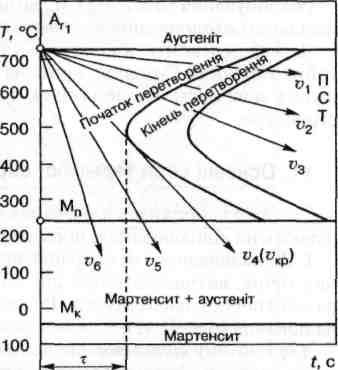 T, °C
A r₁
Аустеніт
700
600
500
400
300
200
100
0
100
Початок перетворення
Кінець перетворення
П
С
Т
v₁
v₂
v₃
v₄(vкр)
v₅
v₆
Mп
Mк
Мартенсит + аустеніт
Мартенсит
τ
t, с